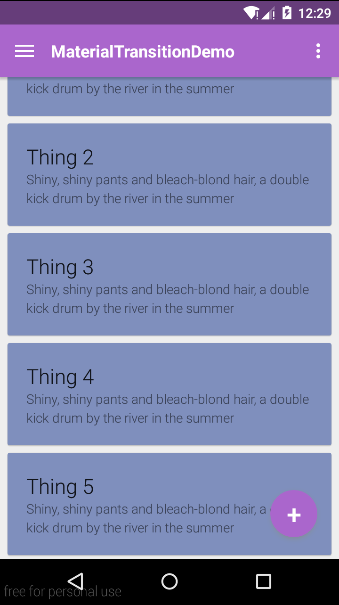 12:29
MaterialTransitionDemo
kick drum by the river in the summer
Thing 2
Shiny, shiny pants and bleach-blond hair, a double
kick drum by the river in the summer
Thing 3
Shiny, shiny pants and bleach-blond hair, a double
kick drum by the river in the summer
Thing 4
Shiny, shiny pants and bleach-blond hair, a double
kick drum by the river in the summer
Thing 5
Shiny, shiny pants and bleach-blond hair, a double
kick drum by the river in the summer
free for personal use